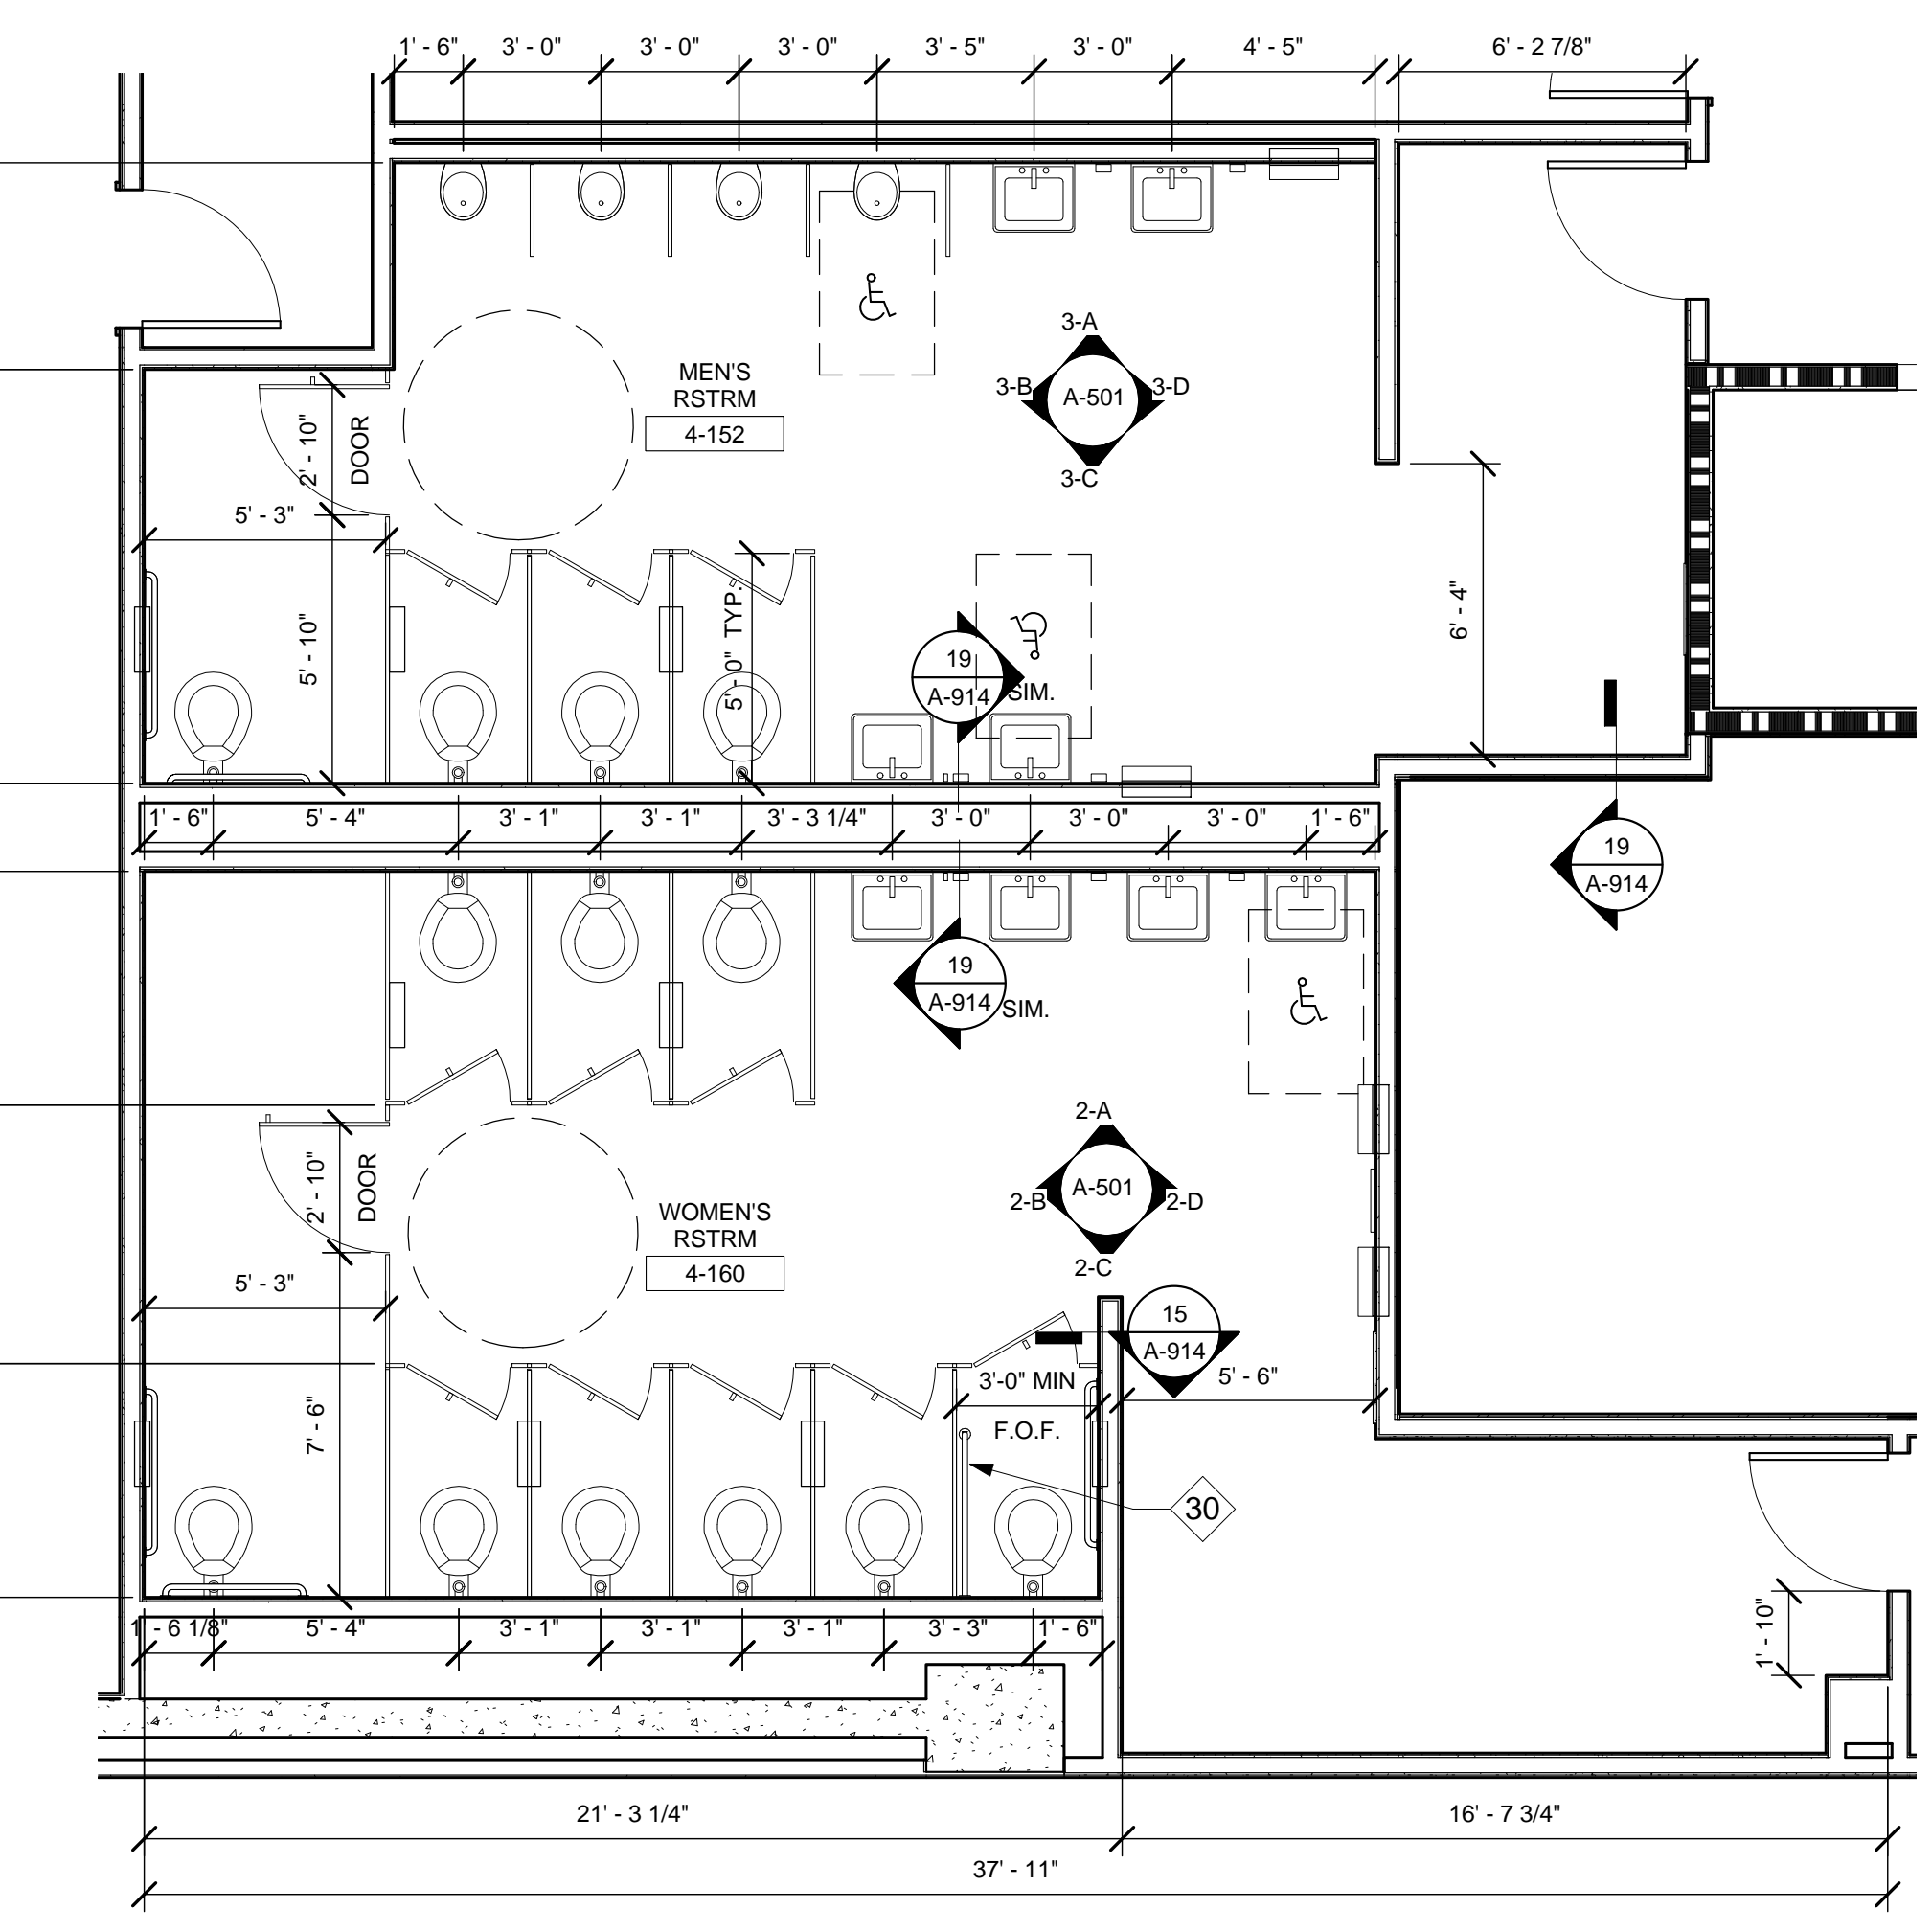 1' - 6" 3' - 0" 3' - 0" 3' - 0" 3' - 5" 3' - 0" 4' - 5" 6' - 2 7/8"
3-A
MEN'S
RSTRM
4-152
3-B A-501 3-D
3-C
2' - 10"
DOOR
5' - 3"
5' - 10"
5' - 0" TYP.
6' - 4"
19
A-914 SIM.
1' - 6" 5' - 4" 3' - 1" 3' - 1" 3' - 3 1/4" 3' - 0" 3' - 0" 3' - 0" 1' - 6"
19
A-914
19
A-914 SIM.
2-A
2-B A-501 2-D
2-C
2' - 10"
DOOR
WOMEN'S
RSTRM
4-160
5' - 3"
15
A-914
5' - 6"
3'-0" MIN
F.O.F.
7' - 6"
30
1' - 6 1/8" 5' - 4" 3' - 1" 3' - 1" 3' - 1" 3' - 3" 1' - 6"
1' - 10"
21' - 3 1/4" 16' - 7 3/4"
37' - 11"